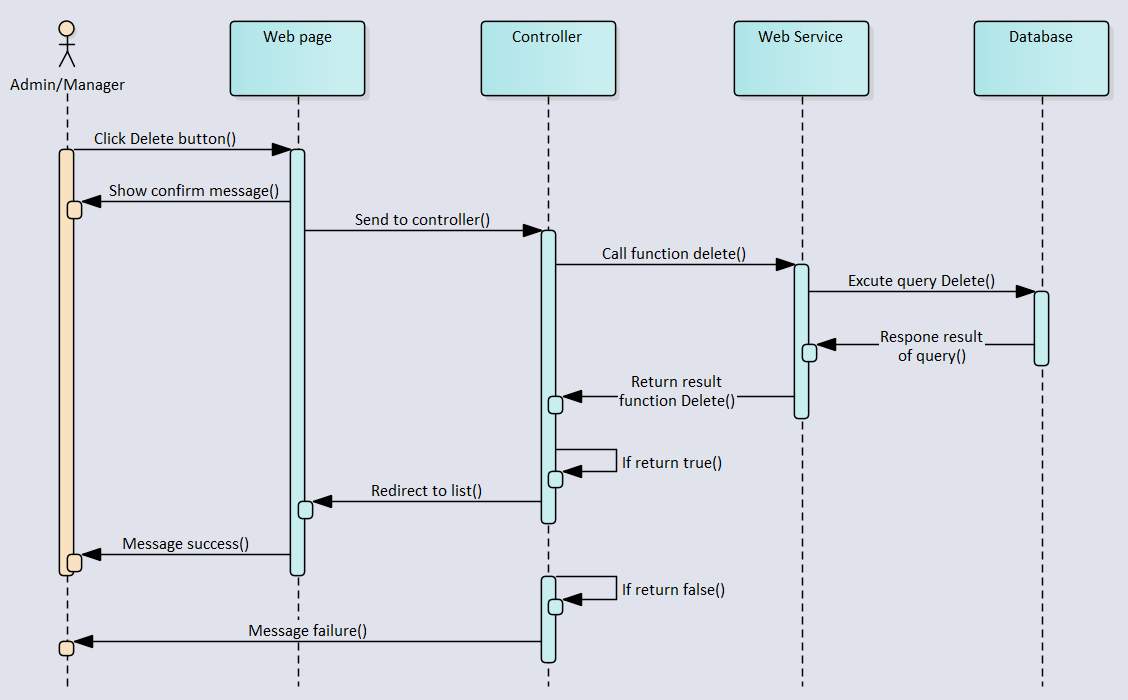 Web page
Controller
Web Service
Database
Admin/Manager
Click Delete button()
Show confirm message()
Send to controller()
Call function delete()
Excute query Delete()
Respone result
of query()
Return result
function Delete()
If return true()
Redirect to list()
Message success()
If return false()
Message failure()